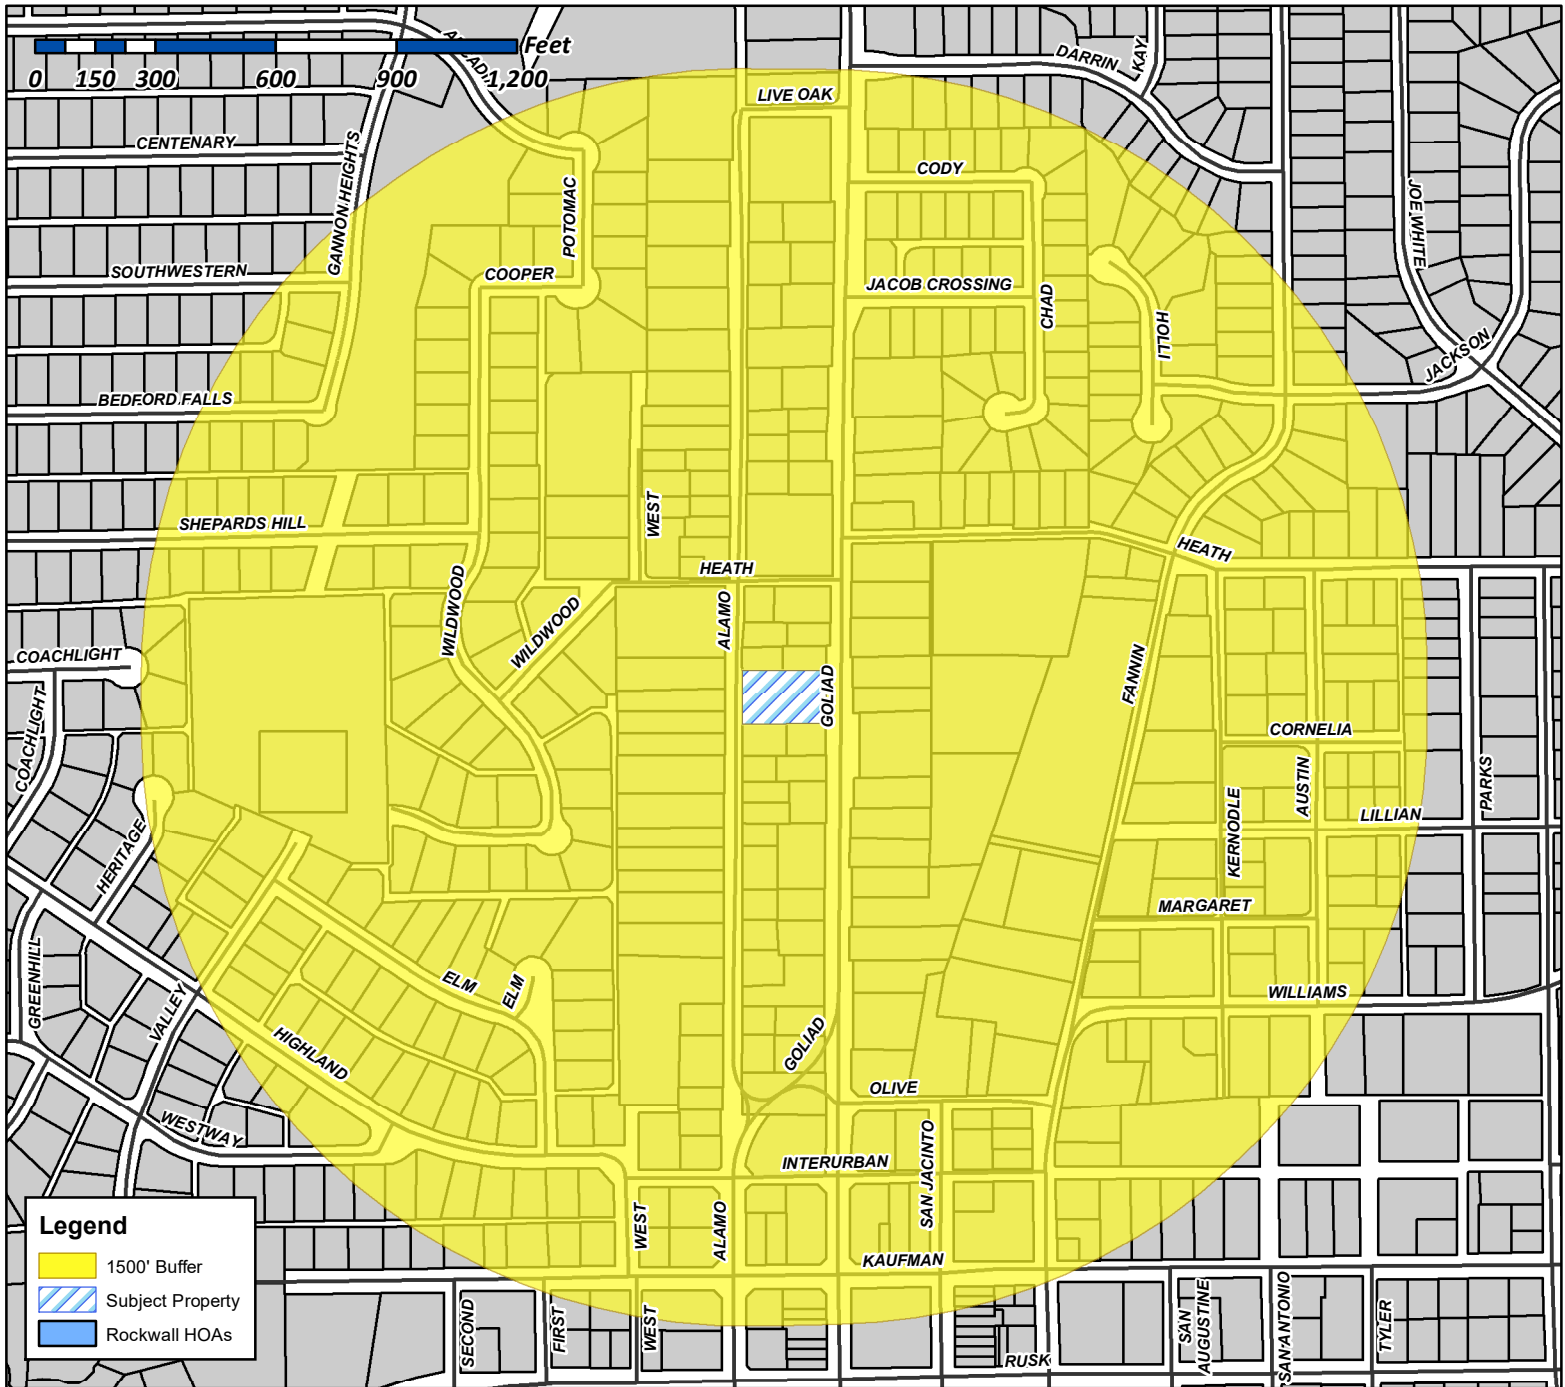 Feet
0 150 300 600 900 1,200
DARRIN
KAY
LIVE OAK
CENTENARY
GANNON HEIGHTS
POTOMAC
CODY
JOE WHITE
SOUTHWESTERN
COOPER
JACOB CROSSING
CHAD
HOLLI
JACKSON
BEDFORD FALLS
SHEPARDS HILL
WEST
HEATH
HEATH
WILDWOOD
WILDWOOD
ALAMO
COACHLIGHT
COACHLIGHT
GOLIAD
FANNIN
CORNELIA
AUSTIN
PARKS
KERNODLE
LILLIAN
HERITAGE
MARGARET
GREENHILL
VALLEY
ELM
ELM
WILLIAMS
HIGHLAND
GOLIAD
OLIVE
WESTWAY
SAN JACINTO
INTERURBAN
WEST
ALAMO
KAUFMAN
SECOND
FIRST
WEST
RUSK
SAN
AUGUSTINE
SAN ANTONIO
TYLER
Legend
1500' Buffer
Subject Property
Rockwall HOAs